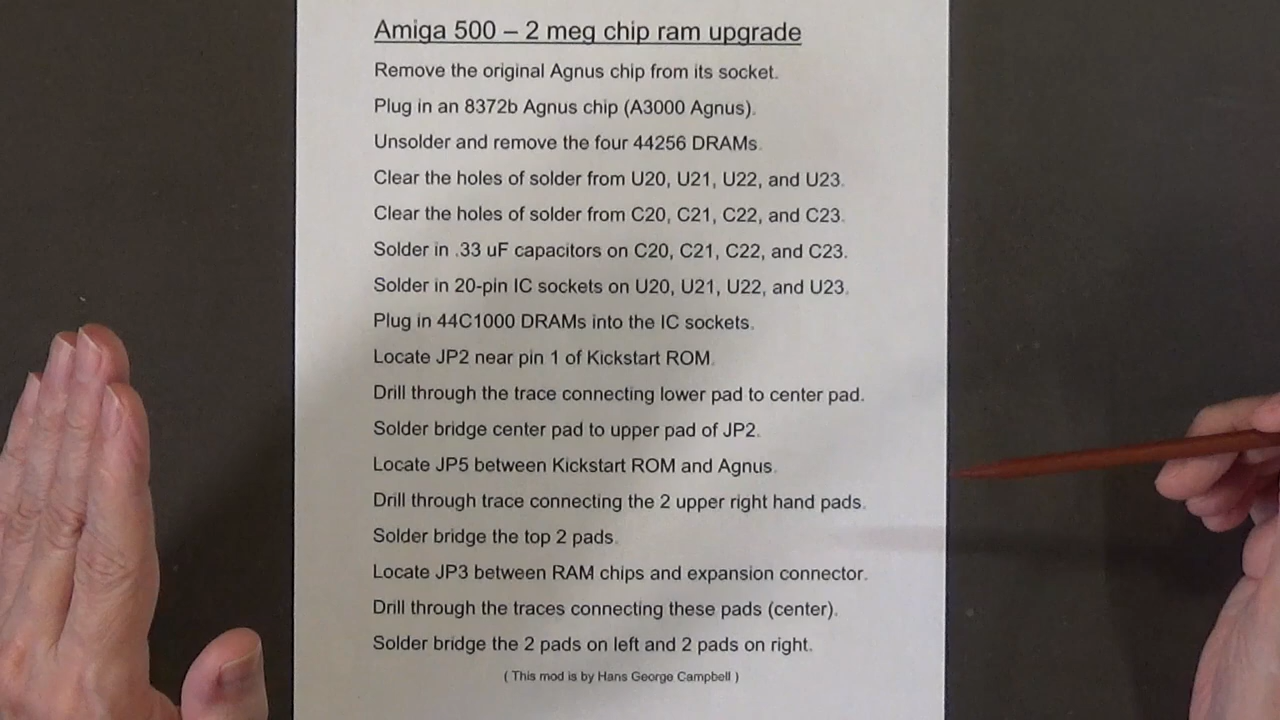 Amiga 500 – 2 meg chip ram upgrade
Remove the original Agnus chip from its socket.
Plug in an 8372b Agnus chip (A3000 Agnus).
Unsolder and remove the four 44256 DRAMs.
Clear the holes of solder from U20, U21, U22, and U23.
Clear the holes of solder from C20, C21, C22, and C23.
Solder in .33 uF capacitors on C20, C21, C22, and C23.
Solder in 20-pin IC sockets on U20, U21, U22, and U23.
Plug in 44C1000 DRAMs into the IC sockets.
Locate JP2 near pin 1 of Kickstart ROM.
Drill through the trace connecting lower pad to center pad.
Solder bridge center pad to upper pad of JP2.
Locate JP5 between Kickstart ROM and Agnus.
Drill through trace connecting the 2 upper right hand pads.
Solder bridge the top 2 pads.
Locate JP3 between RAM chips and expansion connector.
Drill through the traces connecting these pads (center).
Solder bridge the 2 pads on left and 2 pads on right.
( This mod is by Hans George Campbell )